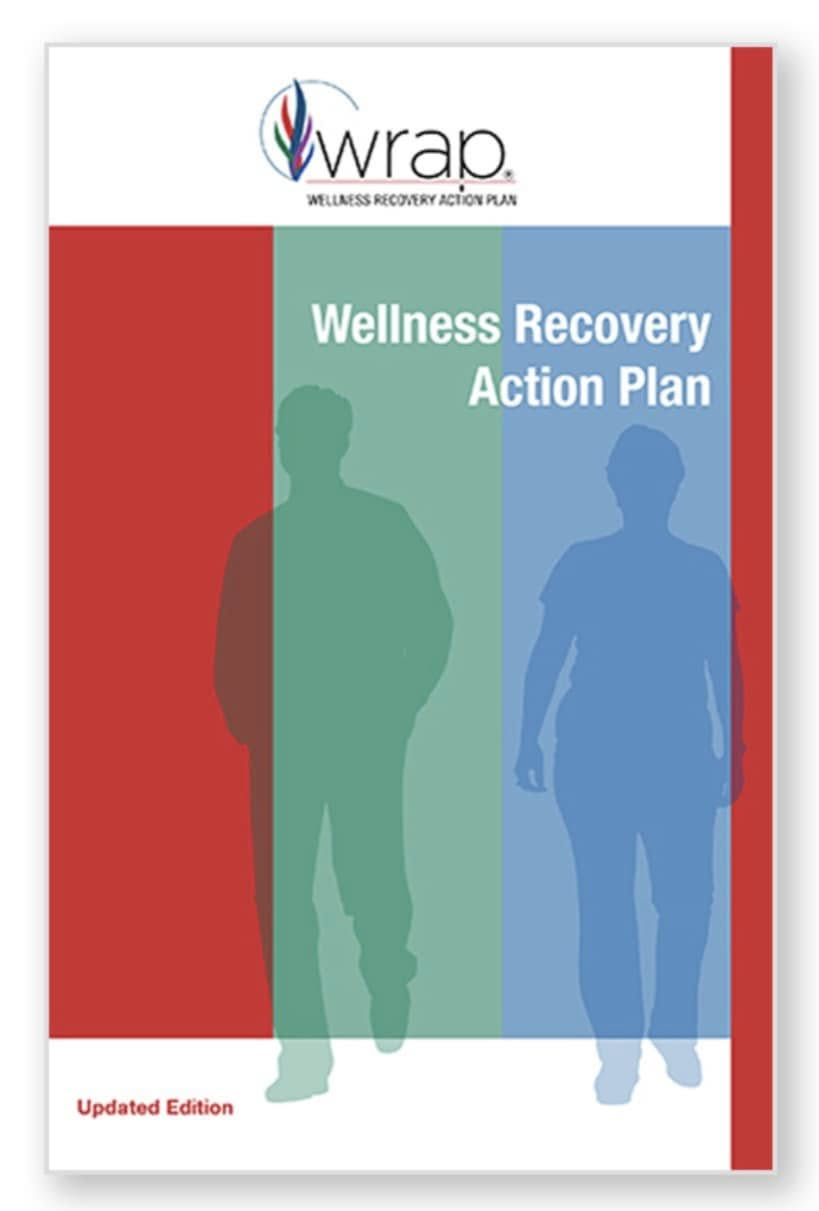 wrap®
WELLNESS RECOVERY ACTION PLAN
Wellness Recovery
Action Plan
Updated Edition